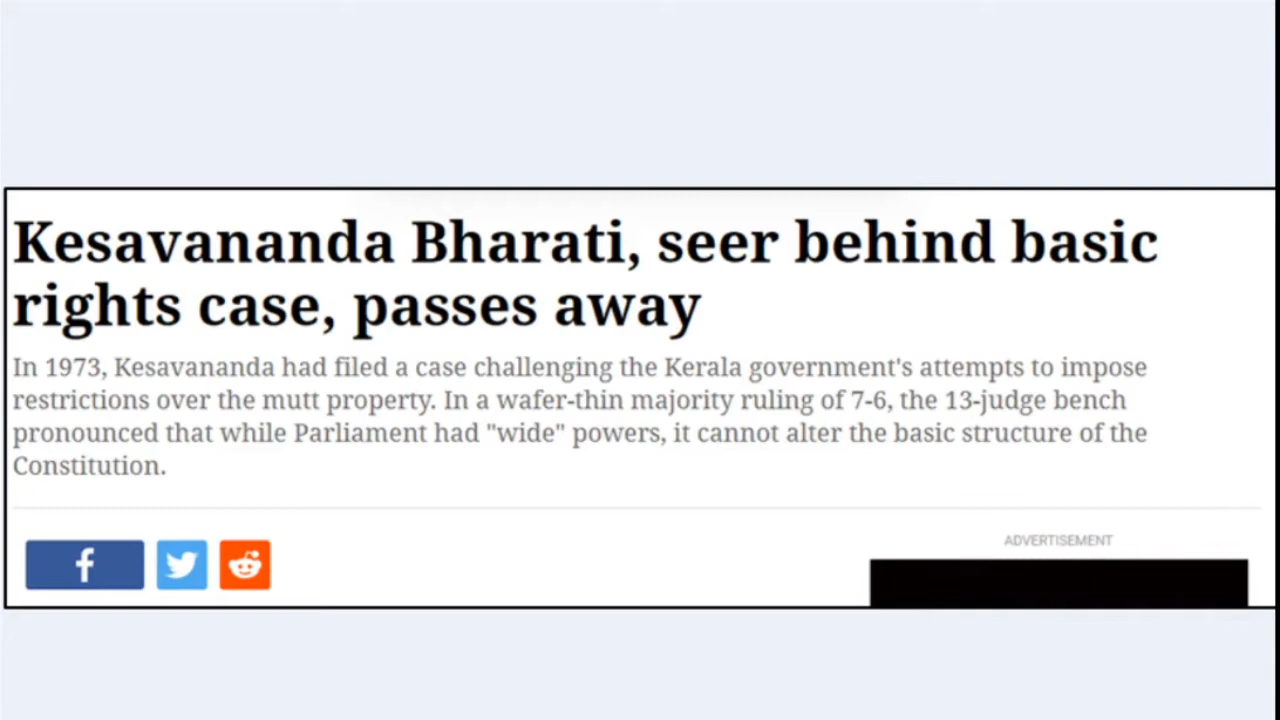 Kesavananda Bharati, seer behind basic
rights case, passes away
In 1973, Kesavananda had filed a case challenging the Kerala government's attempts to impose
restrictions over the mutt property. In a wafer-thin majority ruling of 7-6, the 13-judge bench
pronounced that while Parliament had "wide" powers, it cannot alter the basic structure of the
Constitution.
ADVERTISEMENT